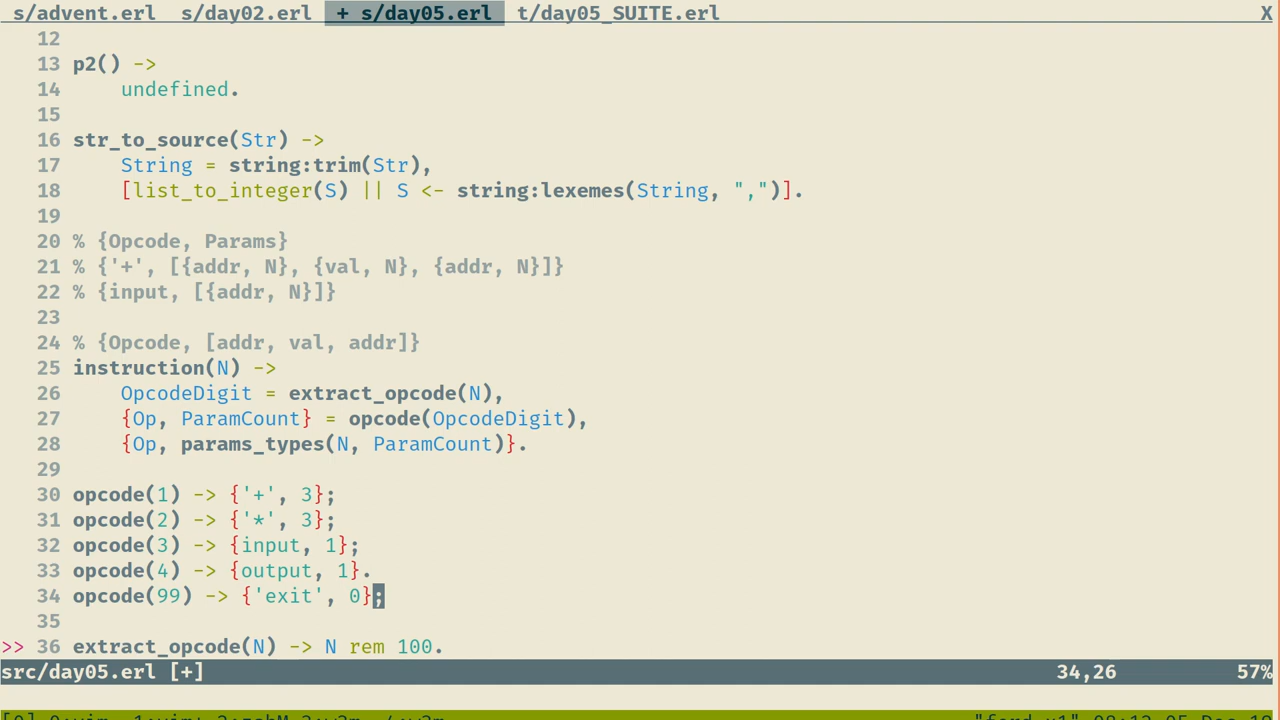 s/advent.erl s/day02.erl + s/day05.erl t/day05_SUITE.erl X
12
13 p2() ->
14     undefined.
15
16 str_to_source(Str) ->
17     String = string:trim(Str),
18     [list_to_integer(S) || S <- string:lexemes(String, ",")].
19
20 % {Opcode, Params}
21 % {'+', [{addr, N}, {val, N}, {addr, N}]}
22 % {input, [{addr, N}]}
23
24 % {Opcode, [addr, val, addr]}
25 instruction(N) ->
26     OpcodeDigit = extract_opcode(N),
27     {Op, ParamCount} = opcode(OpcodeDigit),
28     {Op, params_types(N, ParamCount)}.
29
30 opcode(1) -> {'+', 3};
31 opcode(2) -> {'*', 3};
32 opcode(3) -> {input, 1};
33 opcode(4) -> {output, 1}.
34 opcode(99) -> {'exit', 0};
35
>> 36 extract_opcode(N) -> N rem 100.
src/day05.erl [+] 34,26 57%